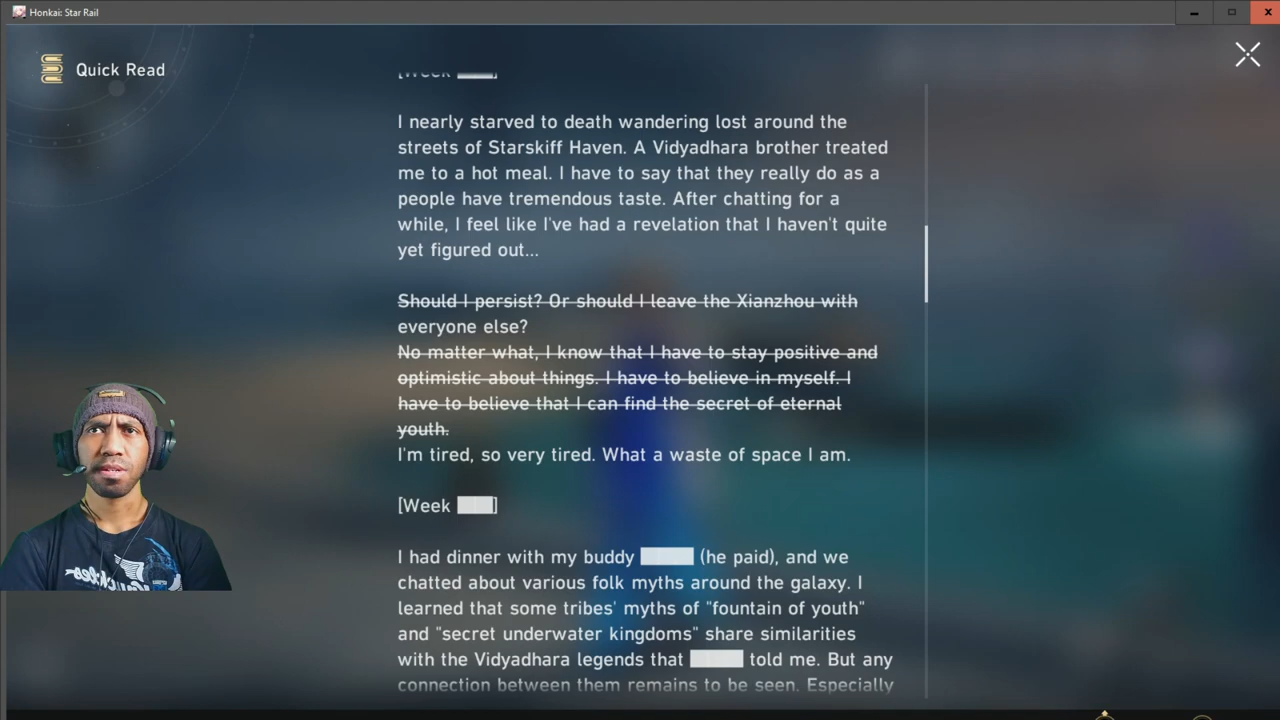 Honkai: Star Rail
Quick Read
[Week ███]
I nearly starved to death wandering lost around the
streets of Starskiff Haven. A Vidyadhara brother treated
me to a hot meal. I have to say that they really do as a
people have tremendous taste. After chatting for a
while, I feel like I've had a revelation that I haven't quite
yet figured out...
Should I persist? Or should I leave the Xianzhou with
everyone else?
No matter what, I know that I have to stay positive and
optimistic about things. I have to believe in myself. I
have to believe that I can find the secret of eternal
youth.
I'm tired, so very tired. What a waste of space I am.
[Week ███]
I had dinner with my buddy ████ (he paid), and we
chatted about various folk myths around the galaxy. I
learned that some tribes' myths of "fountain of youth"
and "secret underwater kingdoms" share similarities
with the Vidyadhara legends that ████ told me. But any
connection between them remains to be seen. Especially